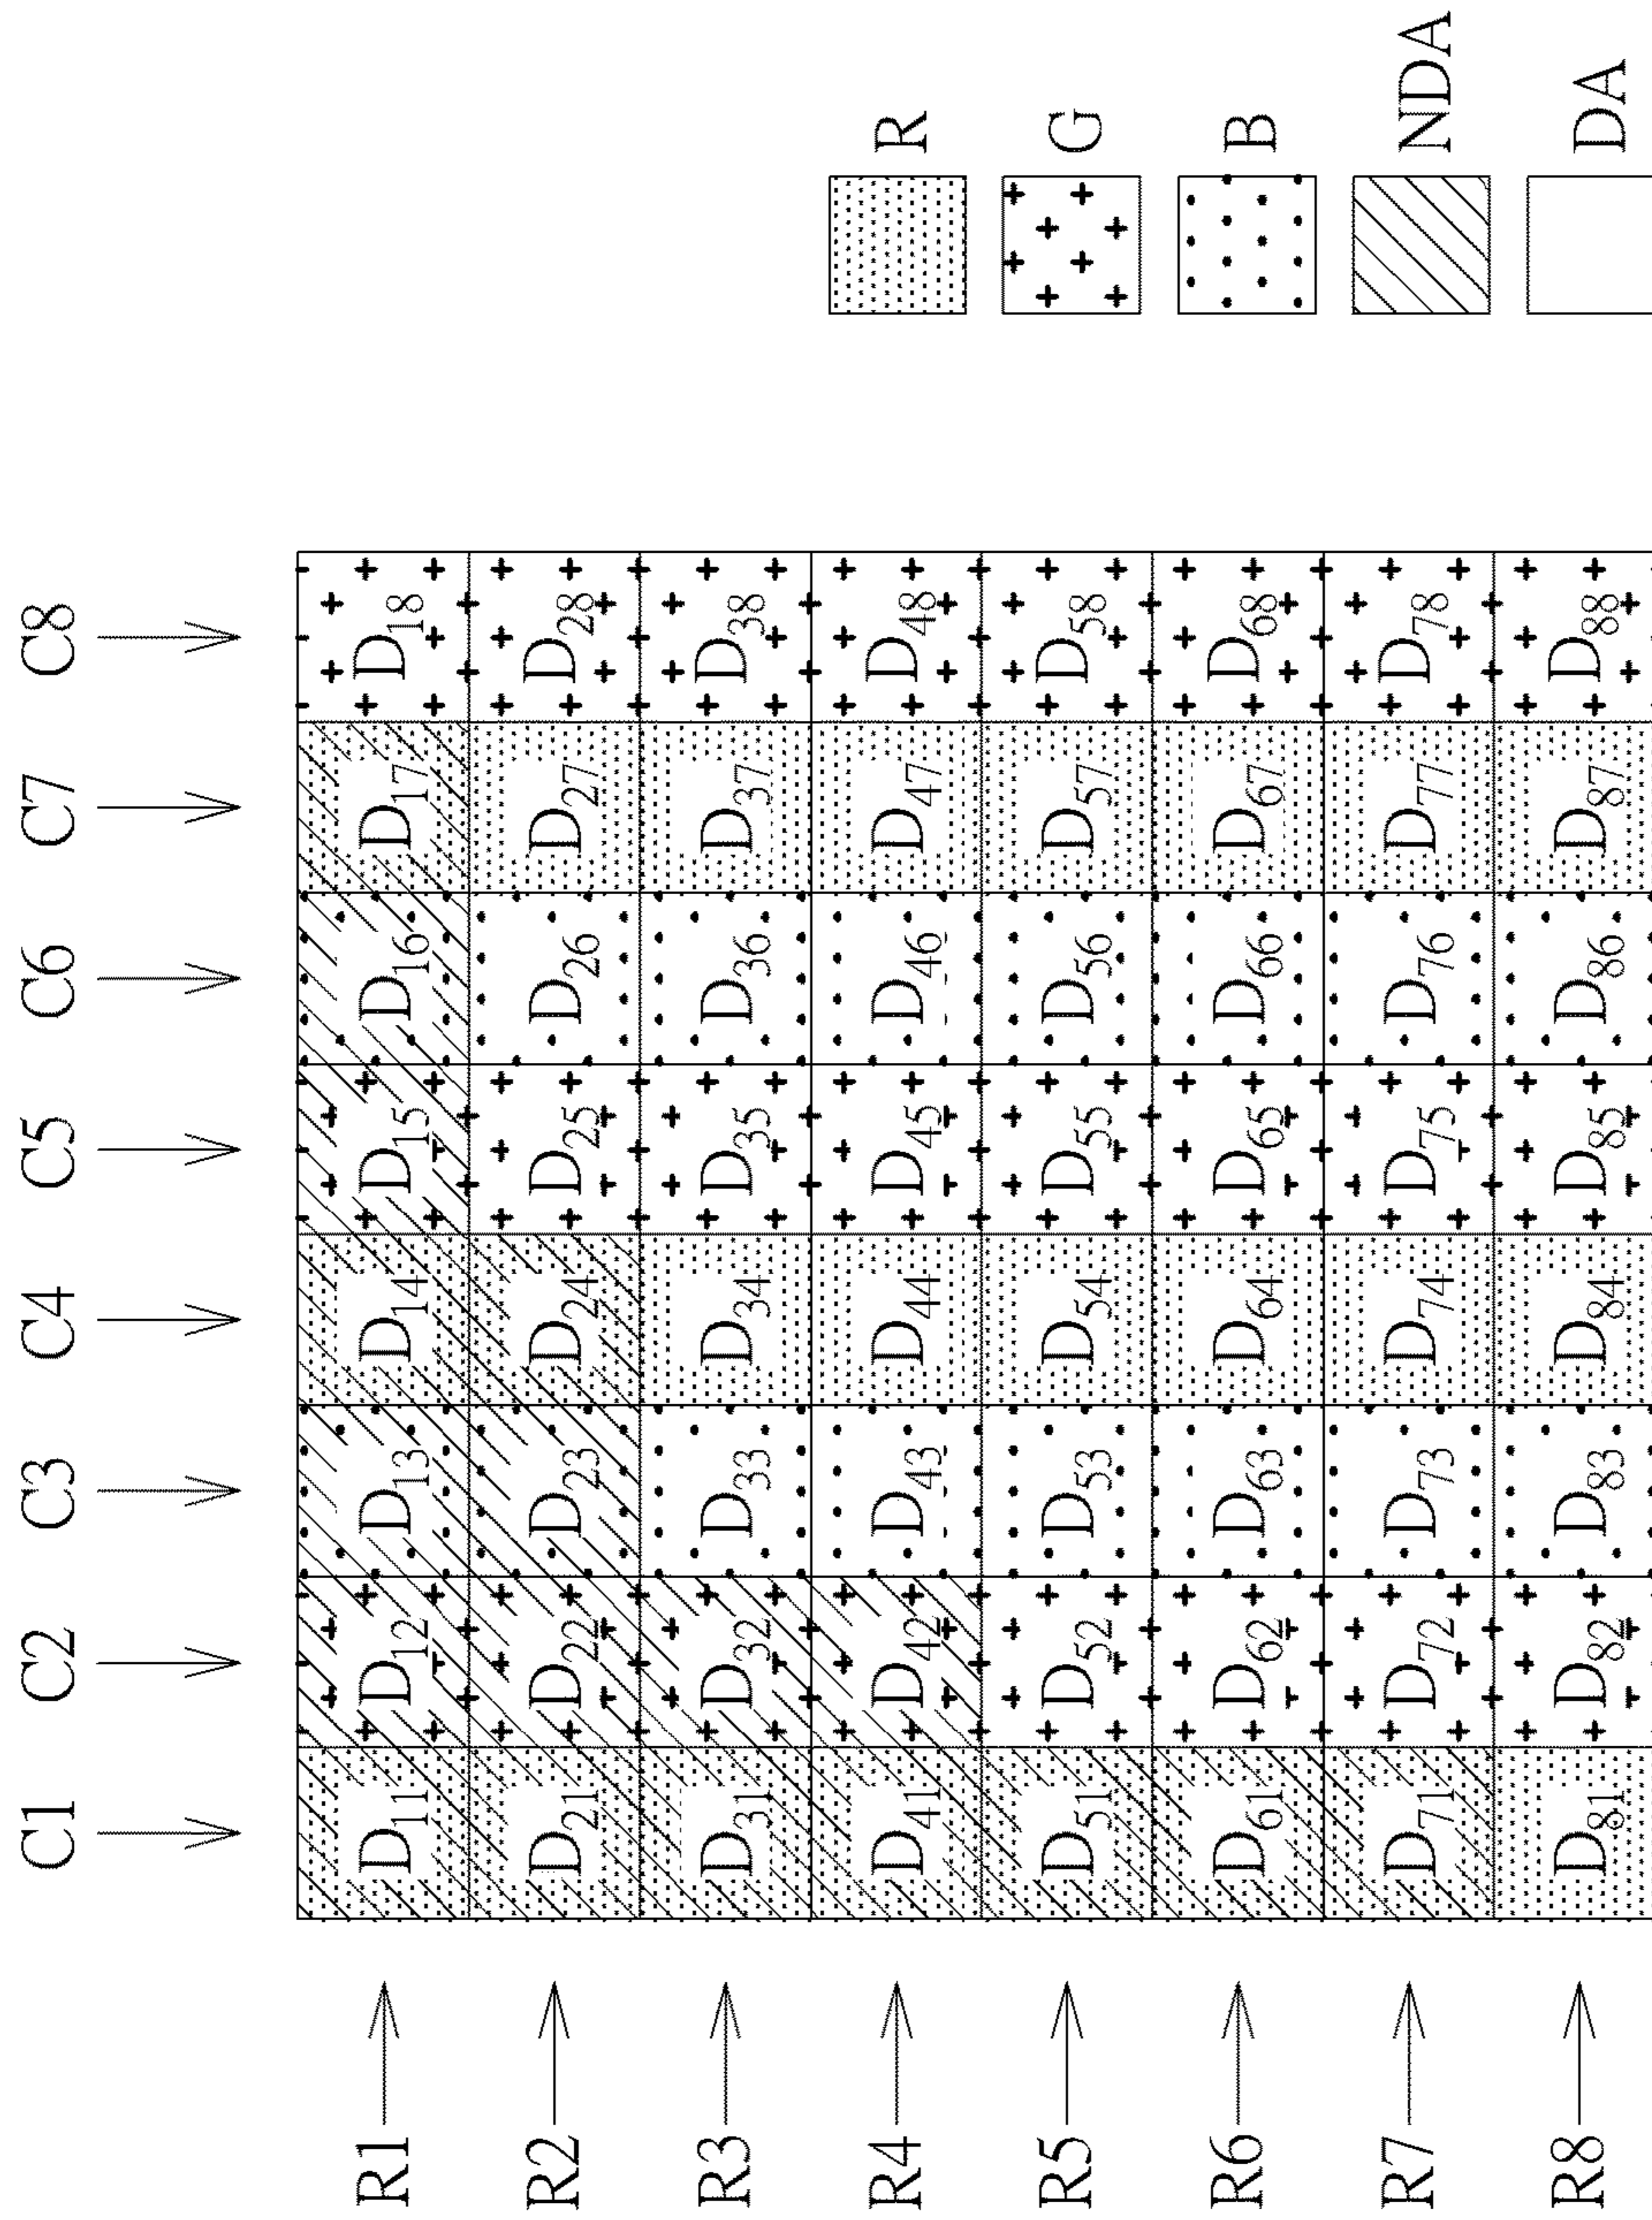 C1 C2 C3 C4 C5 C6 C7 C8
R1 D11 D12 D13 D14 D15 D16 D17 D18
R2 D21 D22 D23 D24 D25 D26 D27 D28
R3 D31 D32 D33 D34 D35 D36 D37 D38
R4 D41 D42 D43 D44 D45 D46 D47 D48
R5 D51 D52 D53 D54 D55 D56 D57 D58
R6 D61 D62 D63 D64 D65 D66 D67 D68
R7 D71 D72 D73 D74 D75 D76 D77 D78
R8 D81 D82 D83 D84 D85 D86 D87 D88
R
G
B
NDA
DA